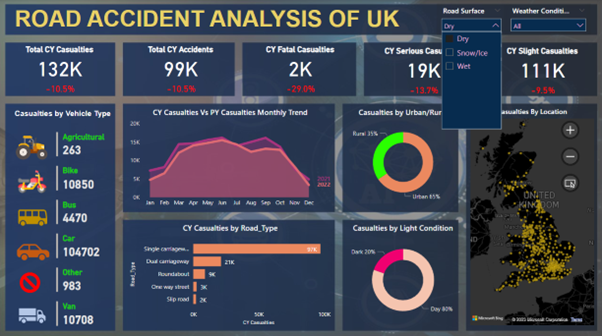 ROAD ACCIDENT ANALYSIS OF UK
Road Surface
Dry
Dry
Snow/Ice
Wet
Weather Conditi...
All
Total CY Casualties
132K
-10.5%
Total CY Accidents
99K
-10.5%
CY Fatal Casualties
2K
-29.0%
CY Serious Casu
19K
-13.7%
CY Slight Casualties
111K
-9.5%
Casualties by Vehicle Type
Agricultural
263
Bike
10850
Bus
4470
Car
104702
Other
983
Van
10708
CY Casualties Vs PY Casualties Monthly Trend
20K
15K
10K
5K
0K
2021
2022
Jan Feb Mar Apr May Jun Jul Aug Sep Oct Nov Dec
CY Casualties by Road_Type
Road_Type
Single carriagew...
97K
Dual carriageway
21K
Roundabout
9K
One way street
3K
Slip road
2K
0K 50K 100K
CY Casualties
Casualties by Urban/Rur
Rural 35%
Urban 65%
Casualties by Light Condition
Dark 20%
Day 80%
Casualties By Location
UNITED
KINGDOM
Microsoft Bing
Microsoft Corporation Terms